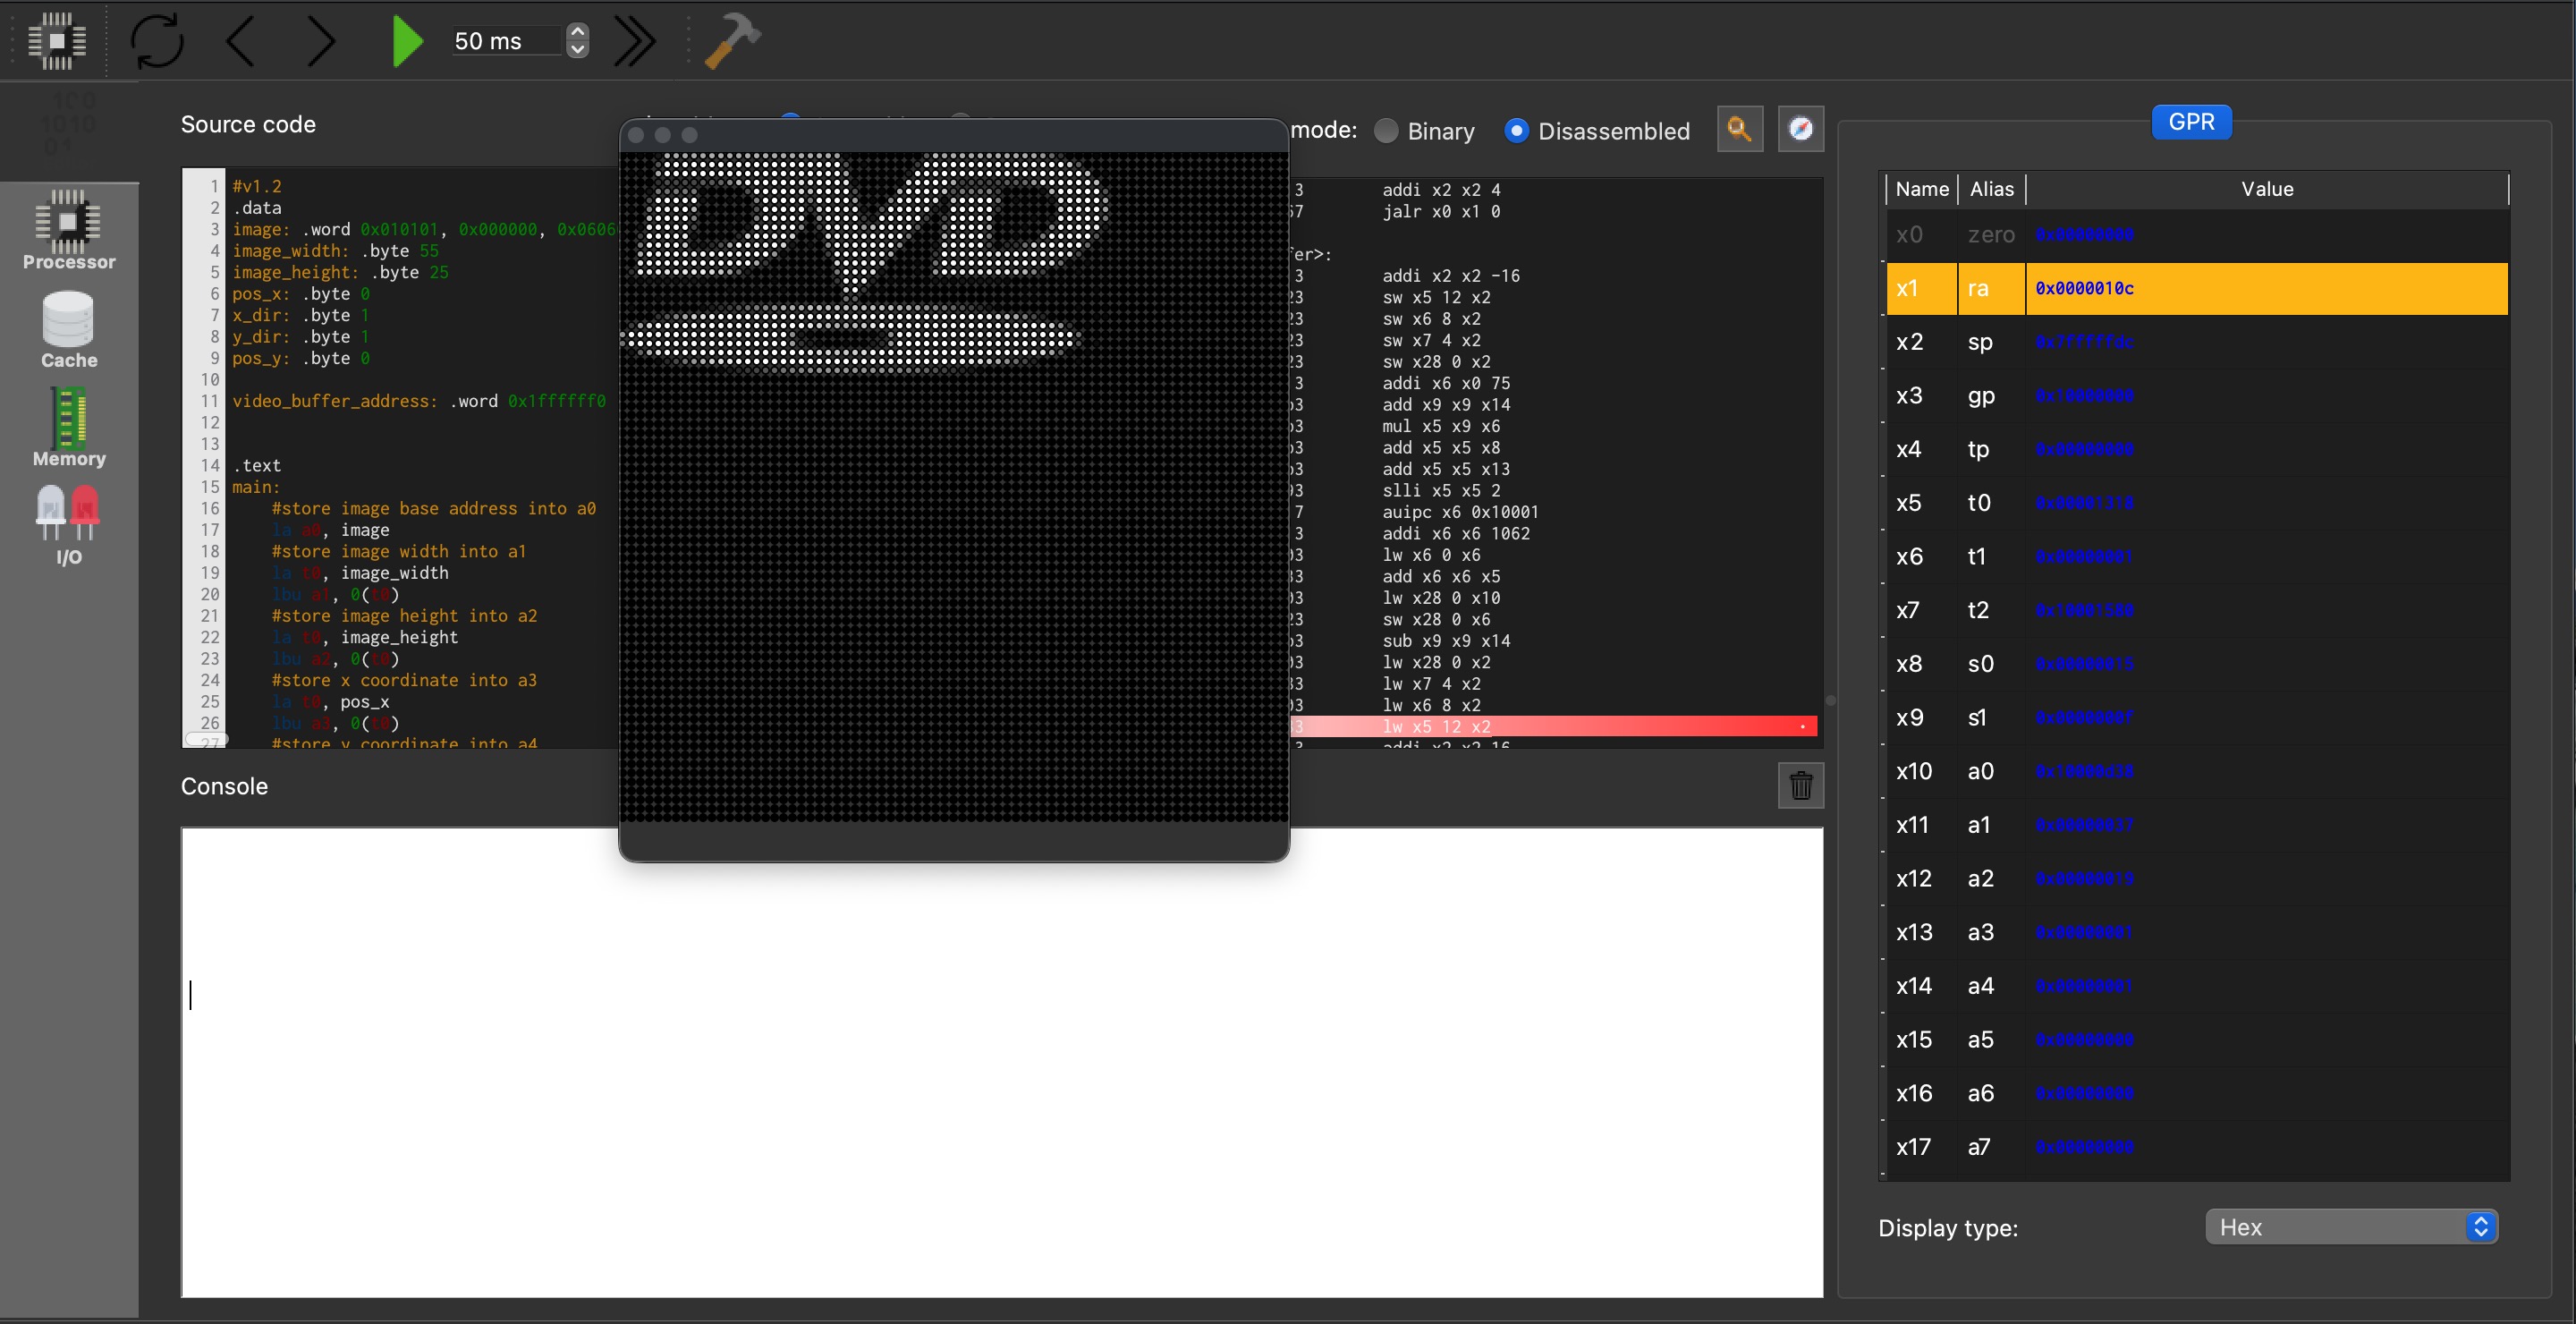 50 ms
Source code
mode:
Binary
Disassembled
GPR
Processor
Cache
Memory
I/O
1 #v1.2
2 .data
3 image: .word 0x010101, 0x000000, 0x0606
4 image_width: .byte 55
5 image_height: .byte 25
6 pos_x: .byte 0
7 x_dir: .byte 1
8 y_dir: .byte 1
9 pos_y: .byte 0
10
11 video_buffer_address: .word 0x1ffffff0
12
13
14 .text
15 main:
16 #store image base address into a0
17 la a0, image
18 #store image width into a1
19 la t0, image_width
20 lbu a1, 0(t0)
21 #store image height into a2
22 la t0, image_height
23 lbu a2, 0(t0)
24 #store x coordinate into a3
25 la t0, pos_x
26 lbu a3, 0(t0)
27 #store y coordinate into a4
DVD
3 addi x2 x2 4
67 jalr x0 x1 0
fer>:
3 addi x2 x2 -16
23 sw x5 12 x2
23 sw x6 8 x2
23 sw x7 4 x2
23 sw x28 0 x2
3 addi x6 x0 75
b3 add x9 x9 x14
b3 mul x5 x9 x6
b3 add x5 x5 x8
b3 add x5 x5 x13
93 slli x5 x5 2
7 auipc x6 0x10001
3 addi x6 x6 1062
03 lw x6 0 x6
33 add x6 x6 x5
03 lw x28 0 x10
23 sw x28 0 x6
b3 sub x9 x9 x14
03 lw x28 0 x2
83 lw x7 4 x2
03 lw x6 8 x2
3 lw x5 12 x2
addi x2 x2 16
Console
Name Alias Value
x0 zero 0x00000000
x1 ra 0x0000010c
x2 sp 0x7fffffdc
x3 gp 0x10000000
x4 tp 0x00000000
x5 t0 0x00001318
x6 t1 0x00000001
x7 t2 0x10001580
x8 s0 0x00000015
x9 s1 0x0000000f
x10 a0 0x10000d38
x11 a1 0x00000037
x12 a2 0x00000019
x13 a3 0x00000001
x14 a4 0x00000001
x15 a5 0x00000000
x16 a6 0x00000000
x17 a7 0x00000000
Display type:
Hex